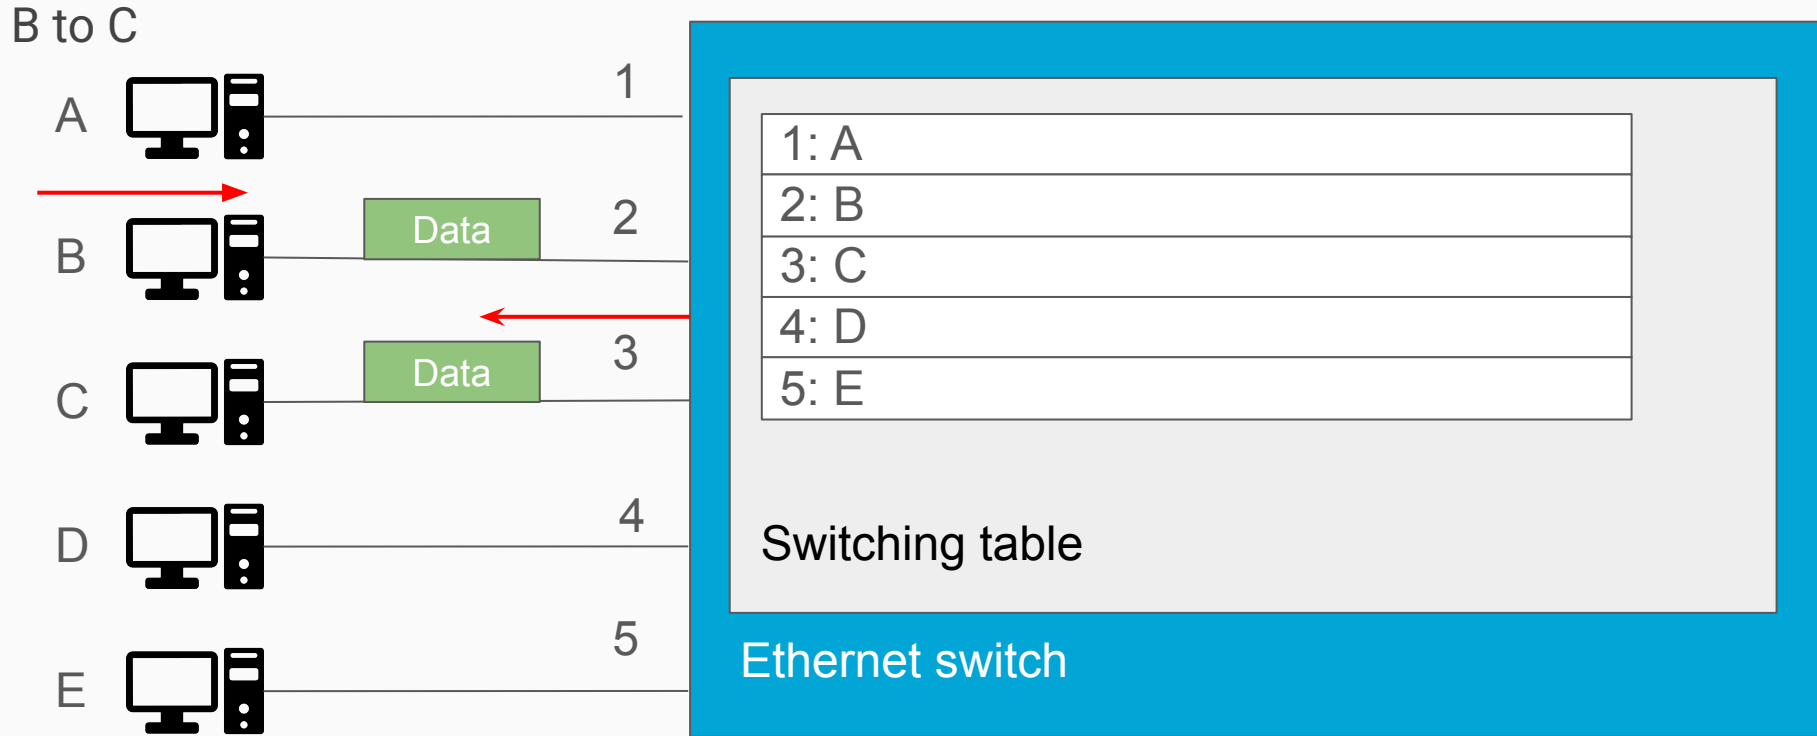 B to C
A
1
B
Data
2
C
Data
3
D
4
E
5
1: A
2: B
3: C
4: D
5: E
Switching table
Ethernet switch